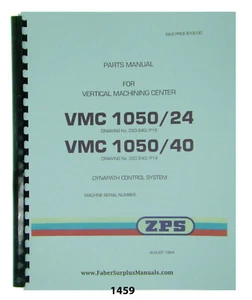 PARTS MANUAL
FOR
VERTICAL MACHINING CENTER
VMC 1050/24
VMC 1050/40
DYNAPATH CONTROL SYSTEM
MACHINE SERIAL NUMBER:
ZPS
www.FaberSurplusManuals.com
1459